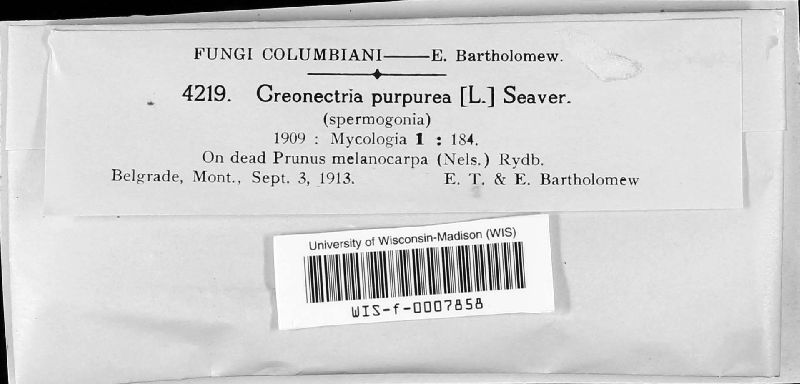 FUNGI COLUMBIANI——E. Bartholomew.
4219. Creonectria purpurea [L.] Seaver.
(spermogonia)
1909 : Mycologia 1 : 184.
On dead Prunus melanocarpa (Nels.) Rydb.
Belgrade, Mont., Sept. 3, 1913. E. T. & E. Bartholomew
University of Wisconsin-Madison (WIS)
WIS-f-0007858